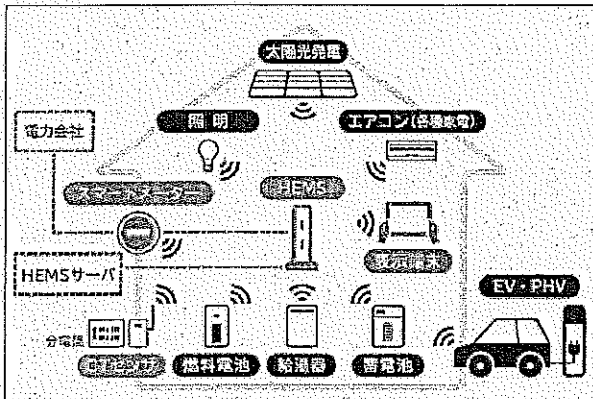 太陽光発電
照明
エアコン(各種家電)
電力会社
スマートメーター
HEMS
表示端末
HEMSサーバ
EV・PHV
分電盤
燃料電池
給湯器
蓄電池